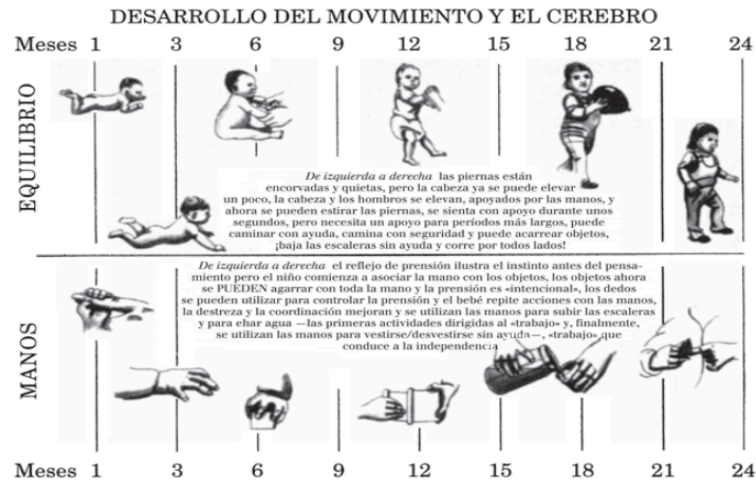 DESARROLLO DEL MOVIMIENTO Y EL CEREBRO
Meses 1 3 6 9 12 15 18 21 24
EQUILIBRIO
De izquierda a derecha las piernas están
encorvadas y quietas, pero la cabeza ya se puede elevar
un poco, la cabeza y los hombros se elevan, apoyados por las manos, y
ahora se pueden estirar las piernas, se sienta con apoyo durante unos
segundos, pero necesita un apoyo para períodos más largos, puede
caminar con ayuda, camina con seguridad y puede acarrear objetos,
¡baja las escaleras sin ayuda y corre por todos lados!
MANOS
De izquierda a derecha el reflejo de prensión ilustra el instinto antes del pensa-
miento pero el niño comienza a asociar la mano con los objetos, los objetos ahora
se PUEDEN agarrar con toda la mano y la prensión es «intencional», los dedos
se pueden utilizar para controlar la prensión y el bebé repite acciones con las manos,
la destreza y la coordinación mejoran y se utilizan las manos para subir las escaleras
y para ehar agua —las primeras actividades dirigidas al «trabajo» y, finalmente,
se utilizan las manos para vestirse/desvestirse sin ayuda—, «trabajo» que
conduce a la independencia
Meses 1 3 6 9 12 15 18 21 24